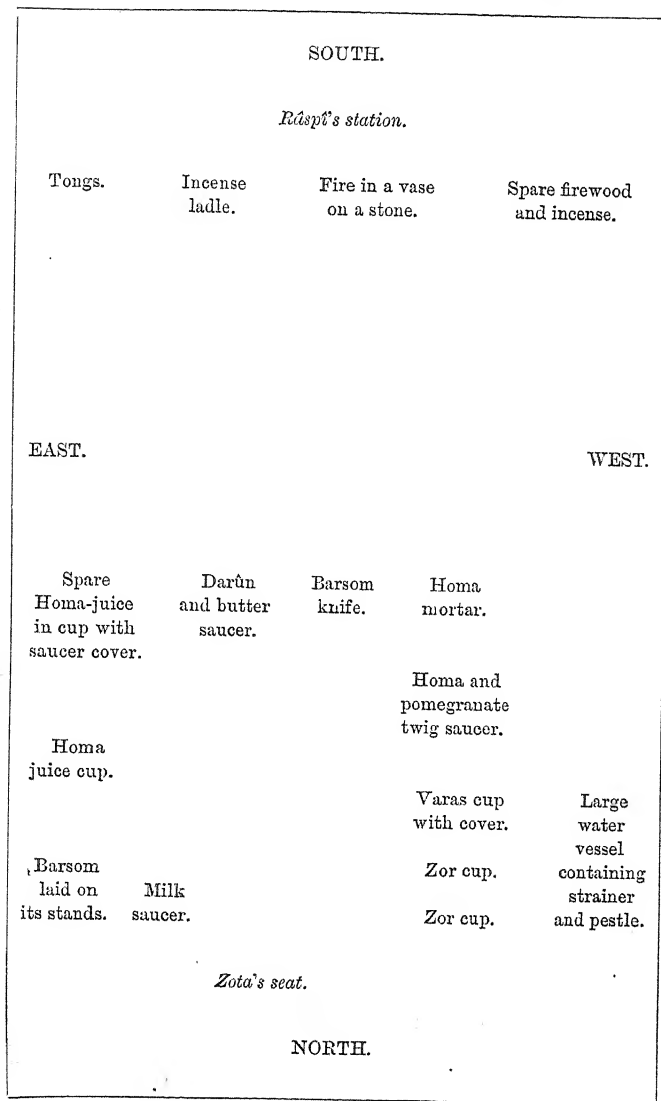 SOUTH.
Râspî's station.
Tongs.
Incense
ladle.
Fire in a vase
on a stone.
Spare firewood
and incense.
EAST.
WEST.
Spare
Homa-juice
in cup with
saucer cover.
Darûn
and butter
saucer.
Barsom
knife.
Homa
mortar.
Homa and
pomegranate
twig saucer.
Homa
juice cup.
Varas cup
with cover.
Large
water
vessel
containing
strainer
and pestle.
Barsom
laid on
its stands.
Milk
saucer.
Zor cup.
Zor cup.
Zota's seat.
NORTH.